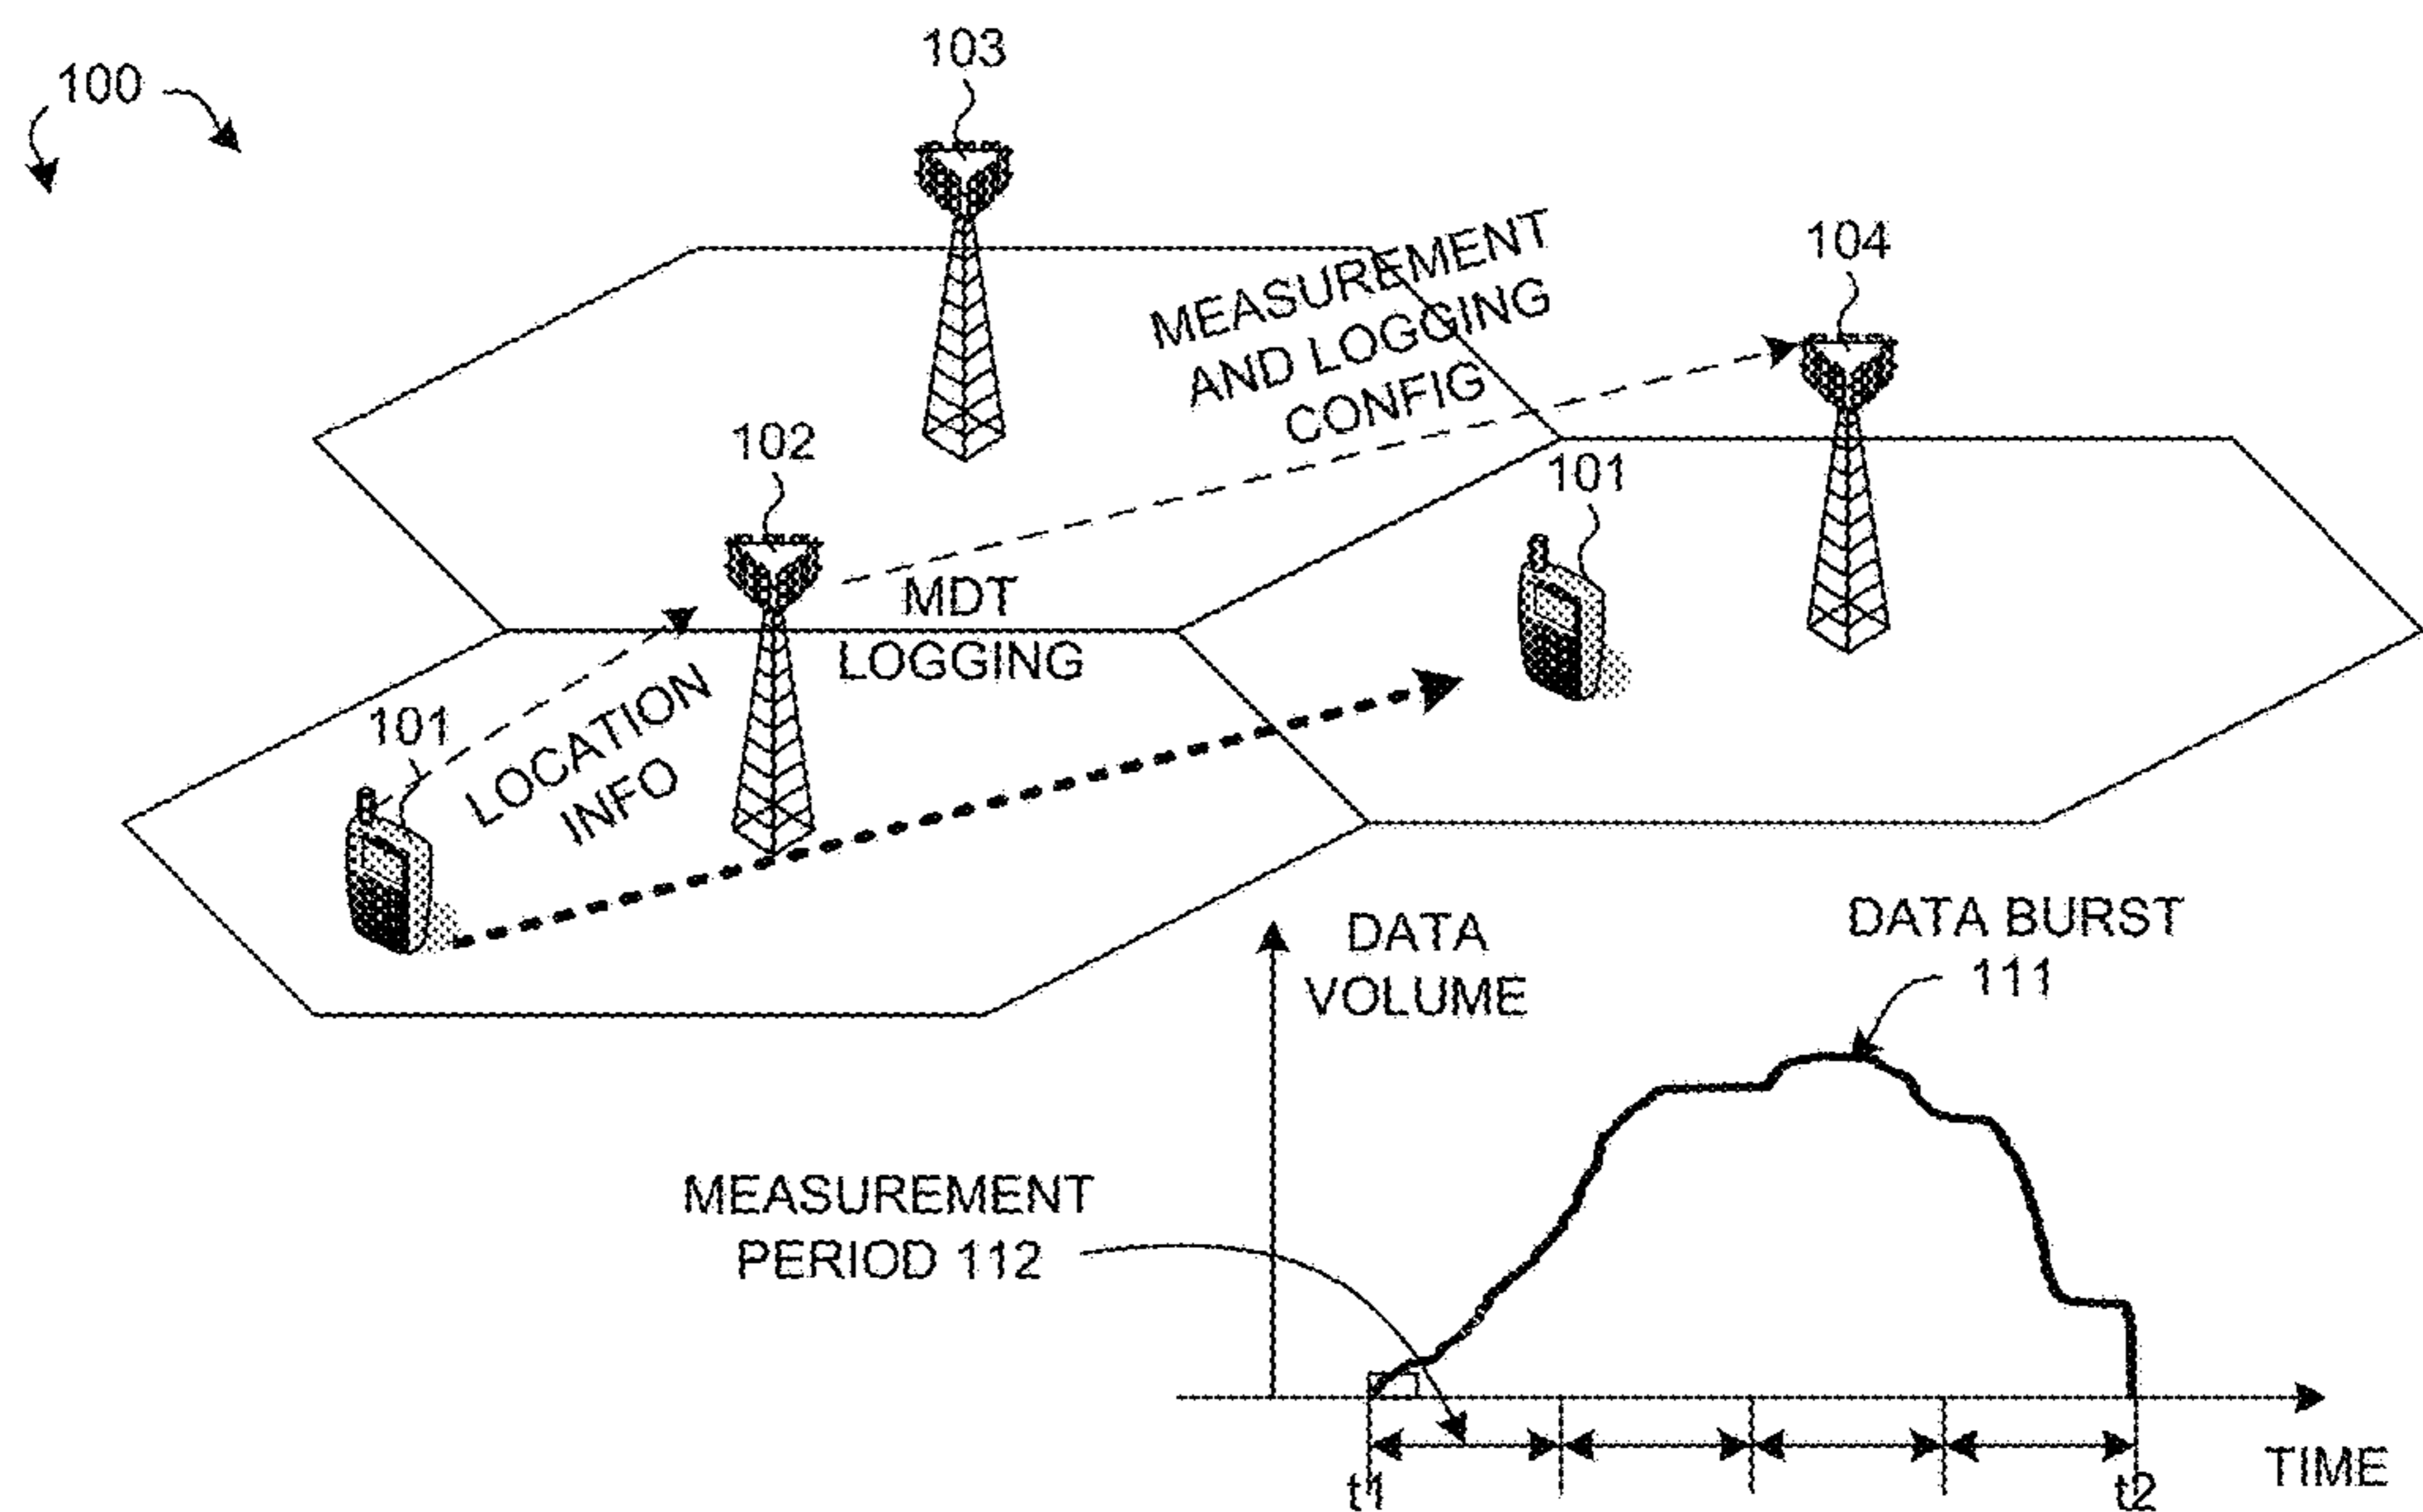 100
103
104
MEASUREMENT
AND LOGGING
CONFIG
102
101
MDT
LOGGING
101
LOCATION
INFO
DATA
VOLUME
DATA BURST
111
MEASUREMENT
PERIOD 112
t1
t2
TIME